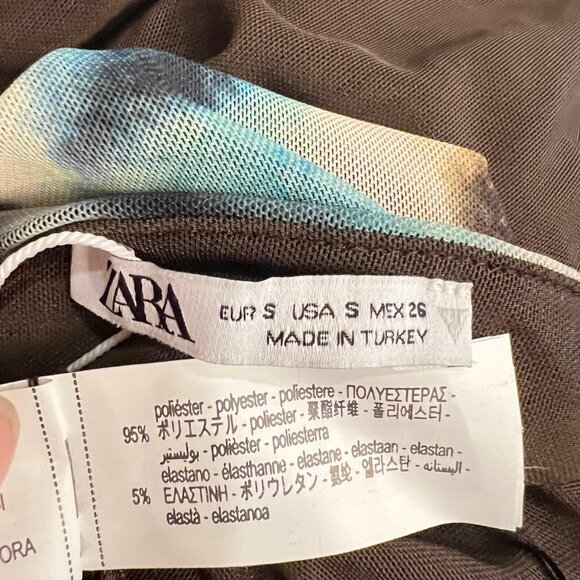 ZARA
EUR S USA S MEX 26
MADE IN TURKEY
poliéster - polyester - poliestere - ΠΟΛΥΕΣΤΕΡΑΣ -
95% ポリエステル - poliester - 聚酯纤维 - 폴리에스터 -
بوليستير - polièster - poliesterra
elastano - élasthanne - elastane - elastaan - elastan -
5% ΕΛΑΣΤΙΝΗ - ポリウレタン - 氨纶 - 엘라스탄 - الإيلستان -
elastà - elastanoa
ORA